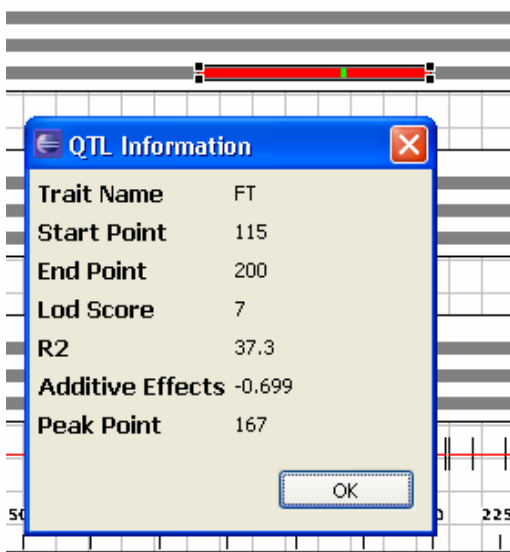 QTL Information
Trait Name FT
Start Point 115
End Point 200
Lod Score 7
R2 37.3
Additive Effects -0.699
Peak Point 167
OK
225